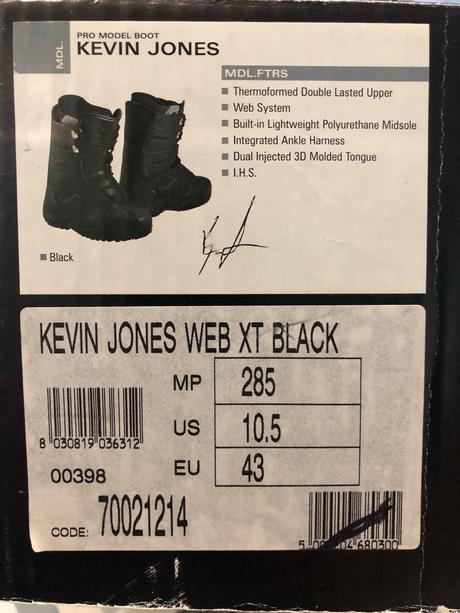 MDL.
PRO MODEL BOOT
KEVIN JONES
MDL.FTRS
Thermoformed Double Lasted Upper
Web System
Built-in Lightweight Polyurethane Midsole
Integrated Ankle Harness
Dual Injected 3D Molded Tongue
I.H.S.
Black
KEVIN JONES WEB XT BLACK
MP 285
US 10.5
EU 43
8 030819 036312
00398
CODE: 70021214
04 680300